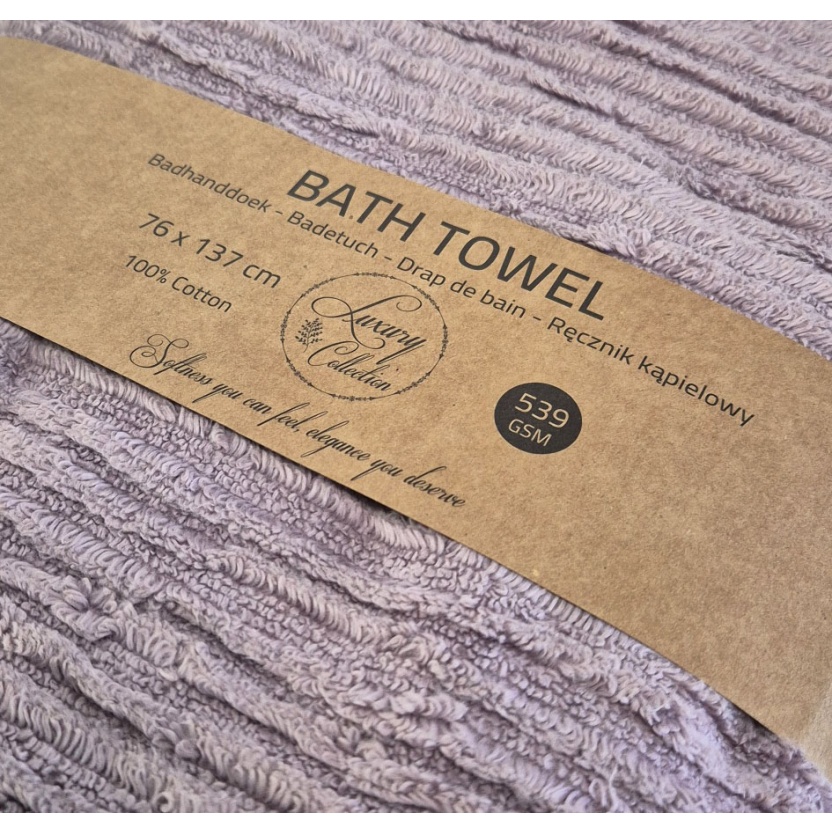 BATH TOWEL
Badhanddoek - Badetuch - Drap de bain - Ręcznik kąpielowy
76 x 137 cm
100% Cotton
Luxury
Collection
539
GSM
Softness you can feel, elegance you deserve